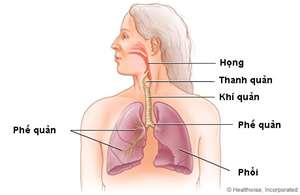 Họng
Thanh quản
Khí quản
Phế quản
Phế quản
Phổi
© Healthwise, Incorporated